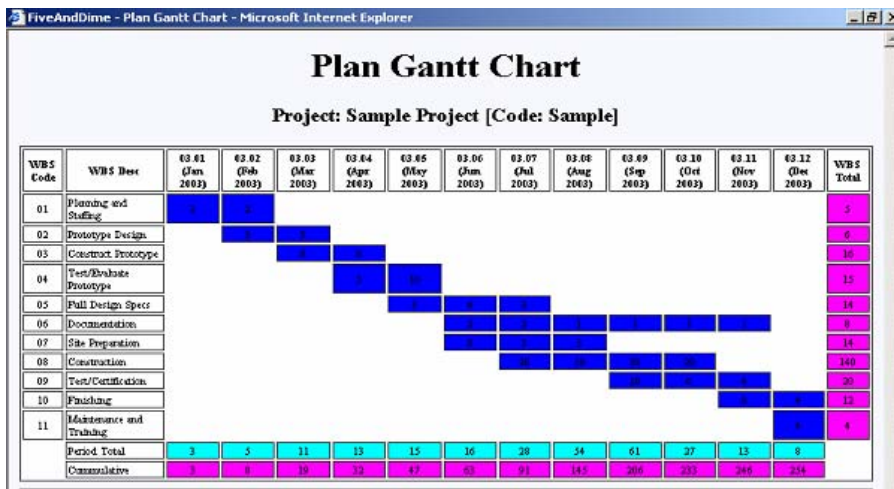 FiveAndDime - Plan Gantt Chart - Microsoft Internet Explorer
Plan Gantt Chart
Project: Sample Project [Code: Sample]
WBS Code WBS Desc 03.01 (Jan 2003) 03.02 (Feb 2003) 03.03 (Mar 2003) 03.04 (Apr 2003) 03.05 (May 2003) 03.06 (Jun 2003) 03.07 (Jul 2003) 03.08 (Aug 2003) 03.09 (Sep 2003) 03.10 (Oct 2003) 03.11 (Nov 2003) 03.12 (Dec 2003) WBS Total
01 Planning and Staffing 5
02 Prototype Design 6
03 Construct Prototype 16
04 Test/Evaluate Prototype 15
05 Full Design Specs 14
06 Documentation 8
07 Site Preparation 14
08 Construction 140
09 Test/Certification 20
10 Finishing 12
11 Maintenance and Training 4
Period Total 3 5 11 13 15 16 28 54 61 27 13 8
Commulative 3 8 19 32 47 63 91 145 206 233 246 254